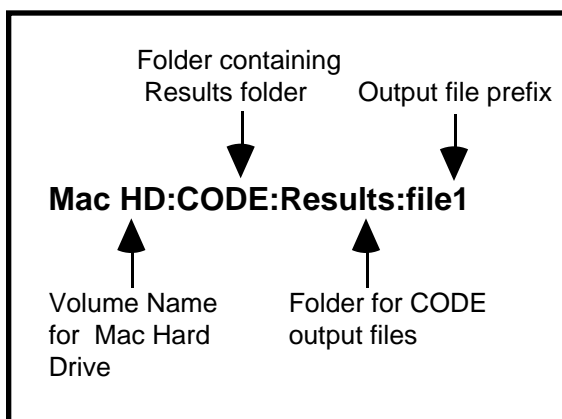 Folder containing
Results folder
Output file prefix
Mac HD:CODE:Results:file1
Volume Name
for Mac Hard
Drive
Folder for CODE
output files